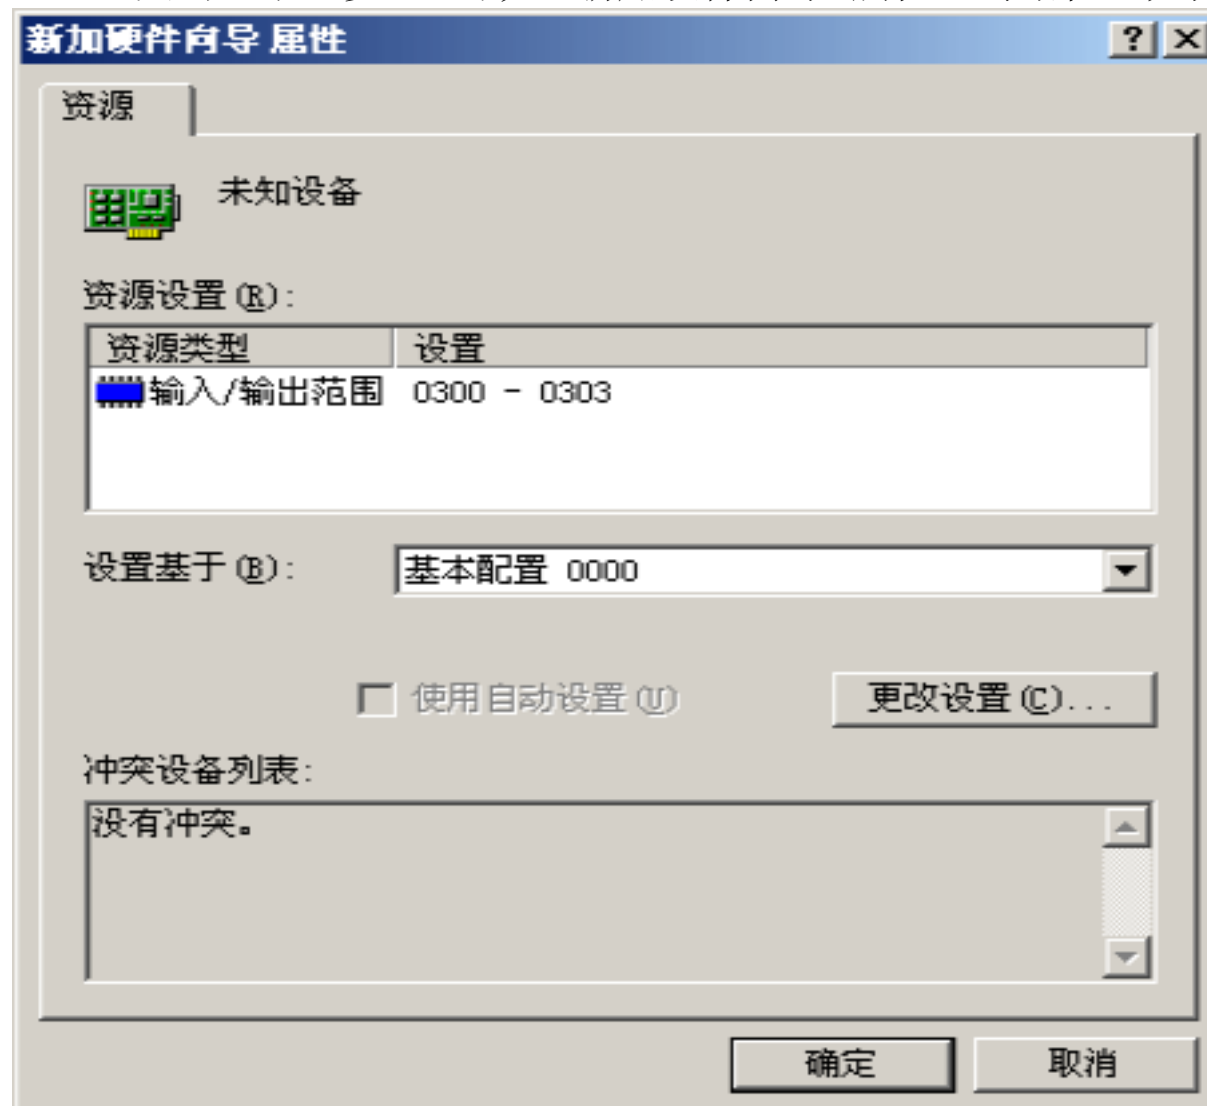 新加硬件向导 属性
资源
未知设备
资源设置(R):
资源类型 设置
输入/输出范围 0300 - 0303
设置基于(B): 基本配置 0000
使用自动设置(U) 更改设置(C)...
冲突设备列表:
没有冲突。
确定 取消